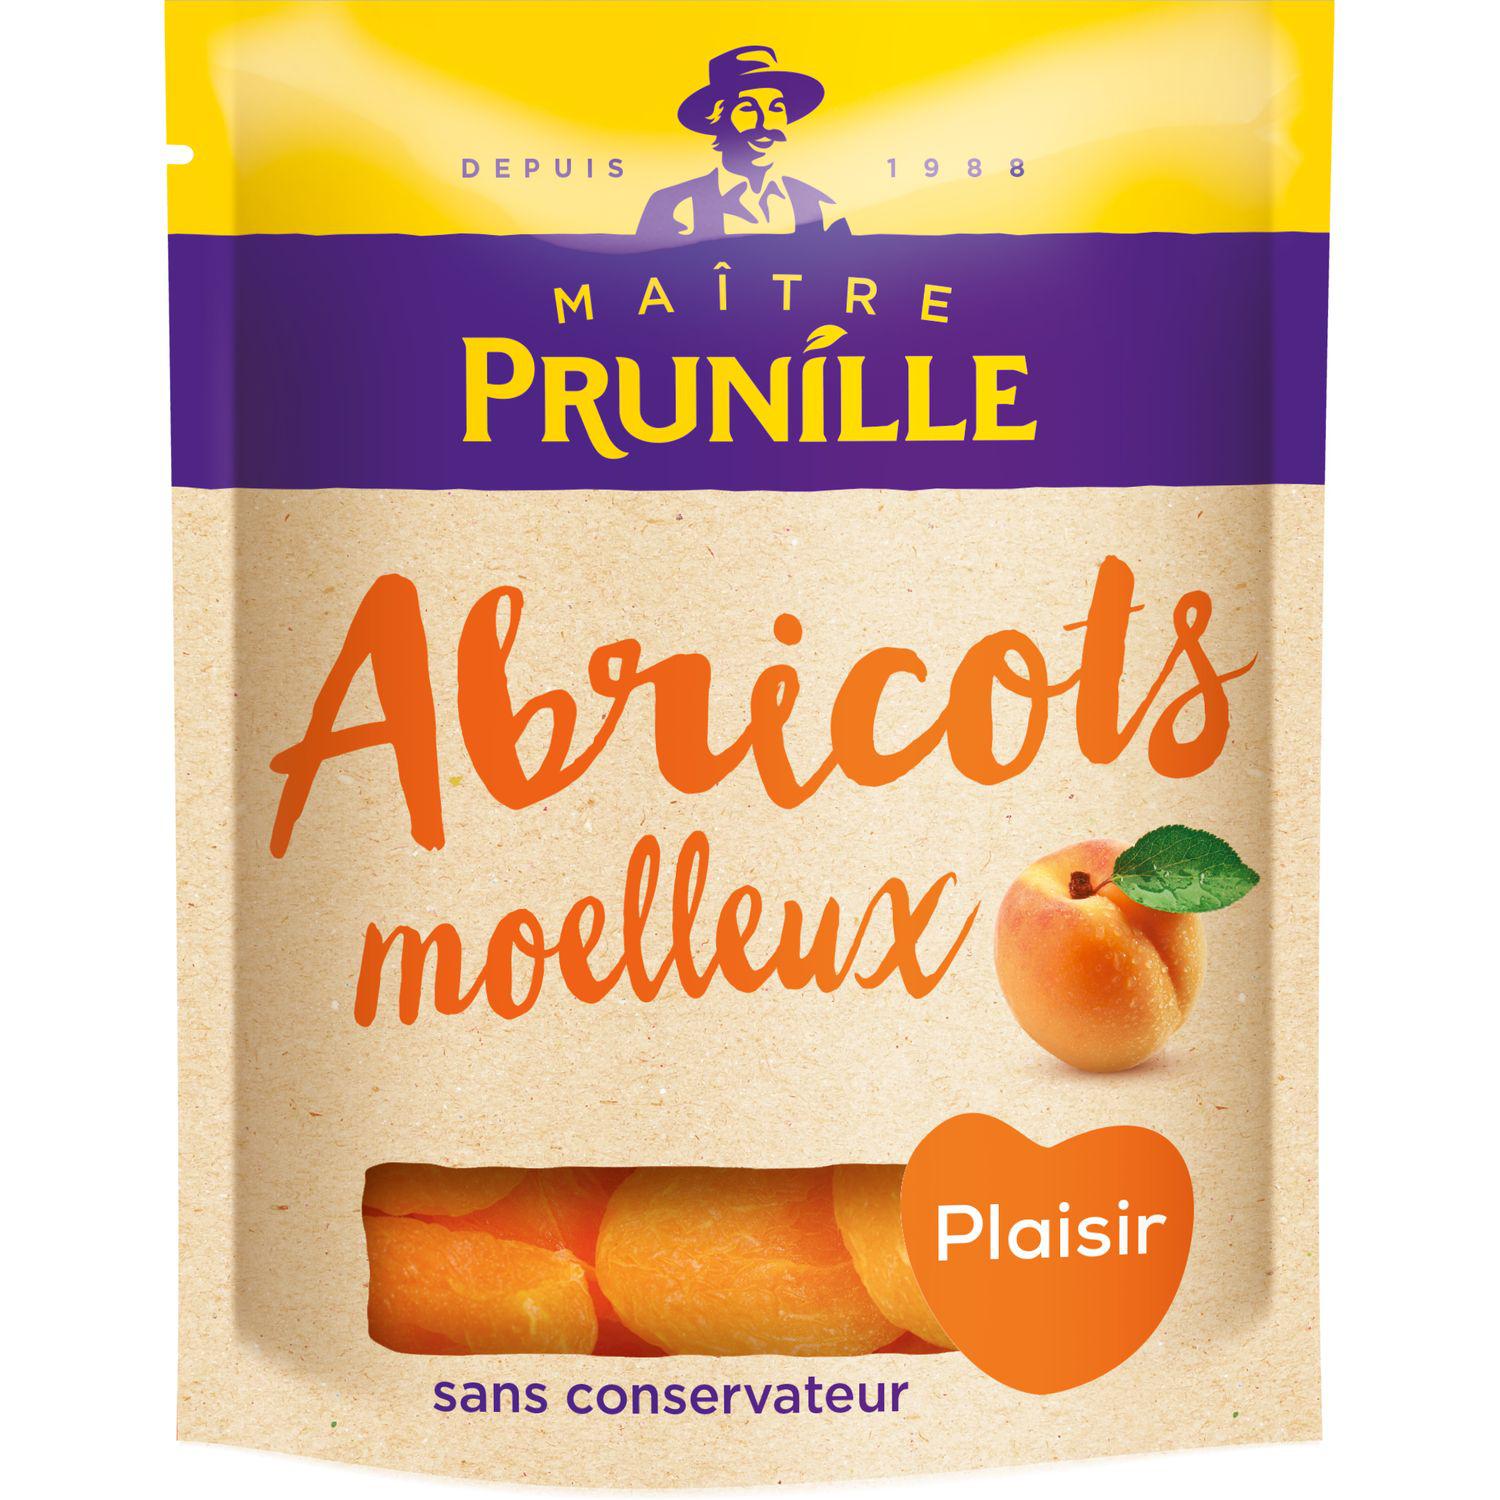 DEPUIS 1988
MAÎTRE
PRUNÍLLE
Abricots
moelleux
Plaisir
sans conservateur